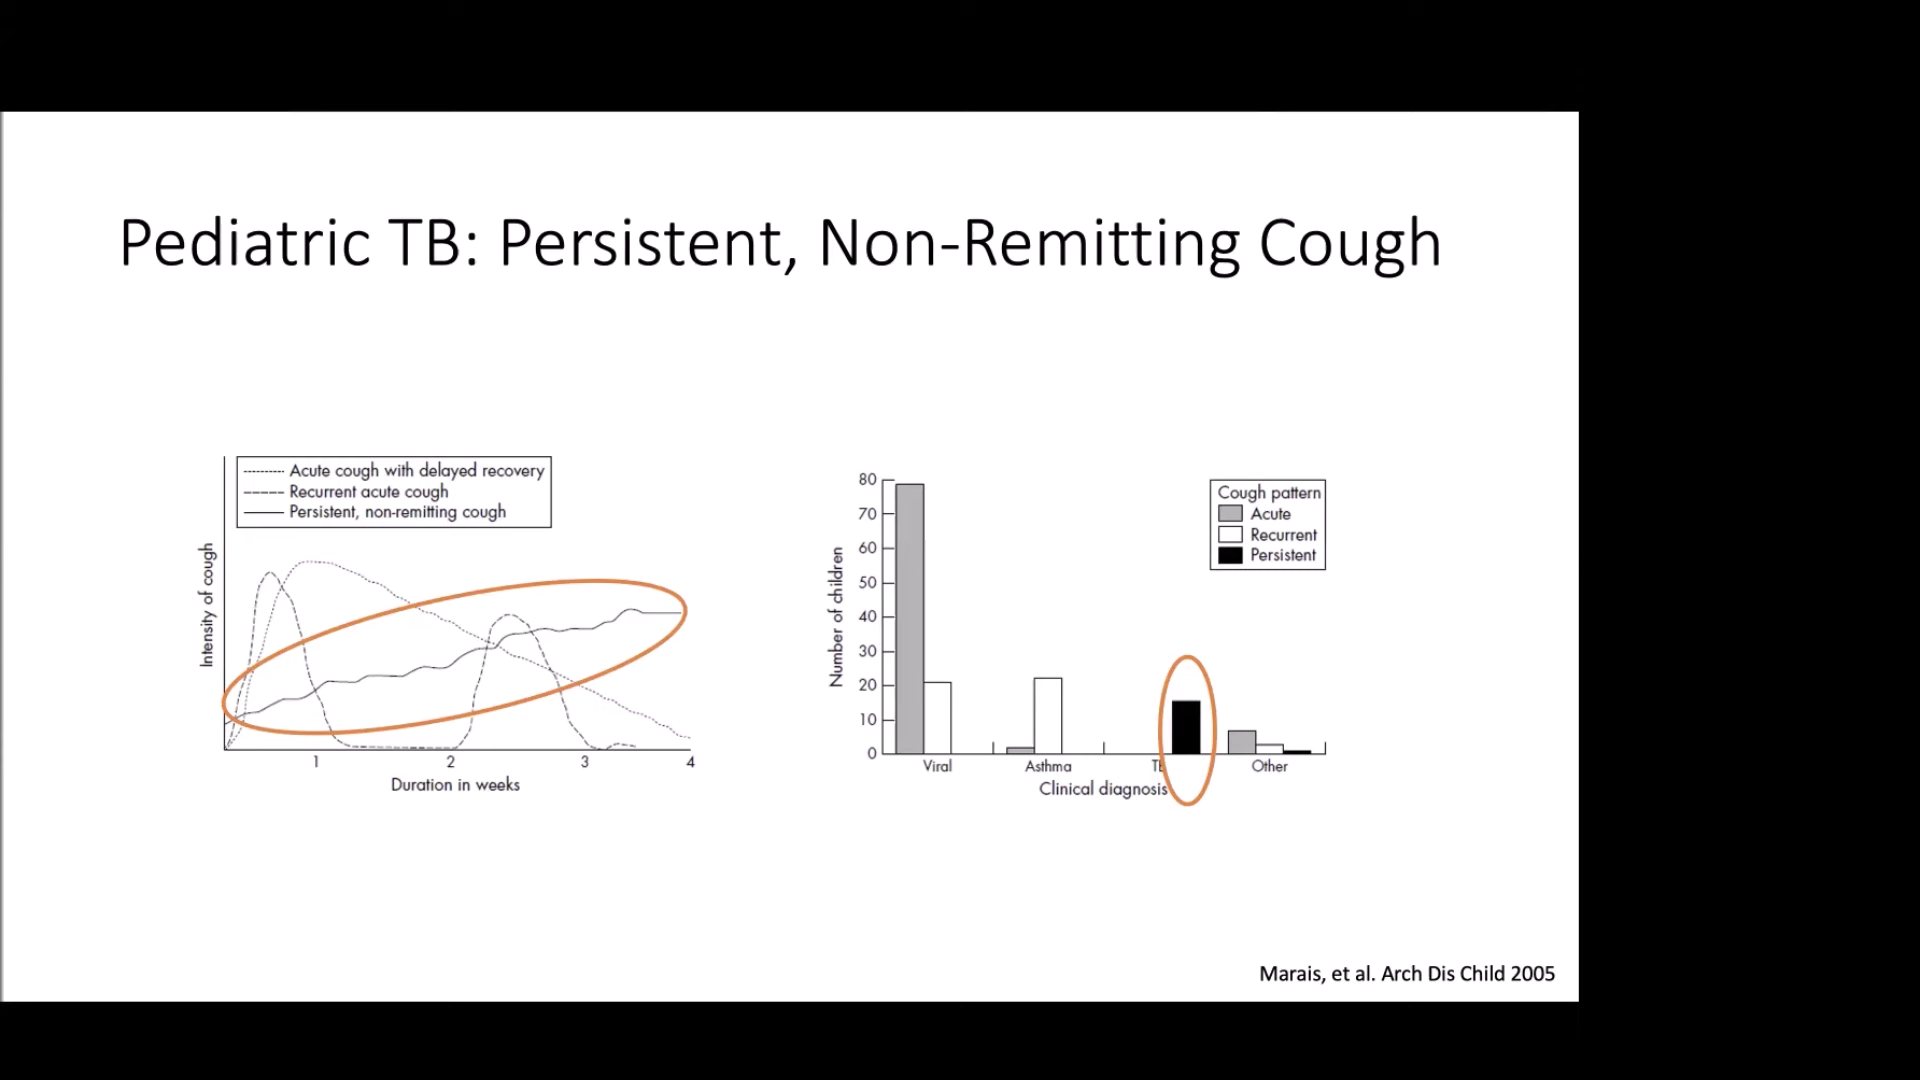 Pediatric TB: Persistent, Non-Remitting Cough
Acute cough with delayed recovery
Recurrent acute cough
Persistent, non-remitting cough
Intensity of cough
1 2 3 4
Duration in weeks
80
70
60
50
40
30
20
10
0
Number of children
Cough pattern
Acute
Recurrent
Persistent
Viral Asthma TB Other
Clinical diagnosis
Marais, et al. Arch Dis Child 2005